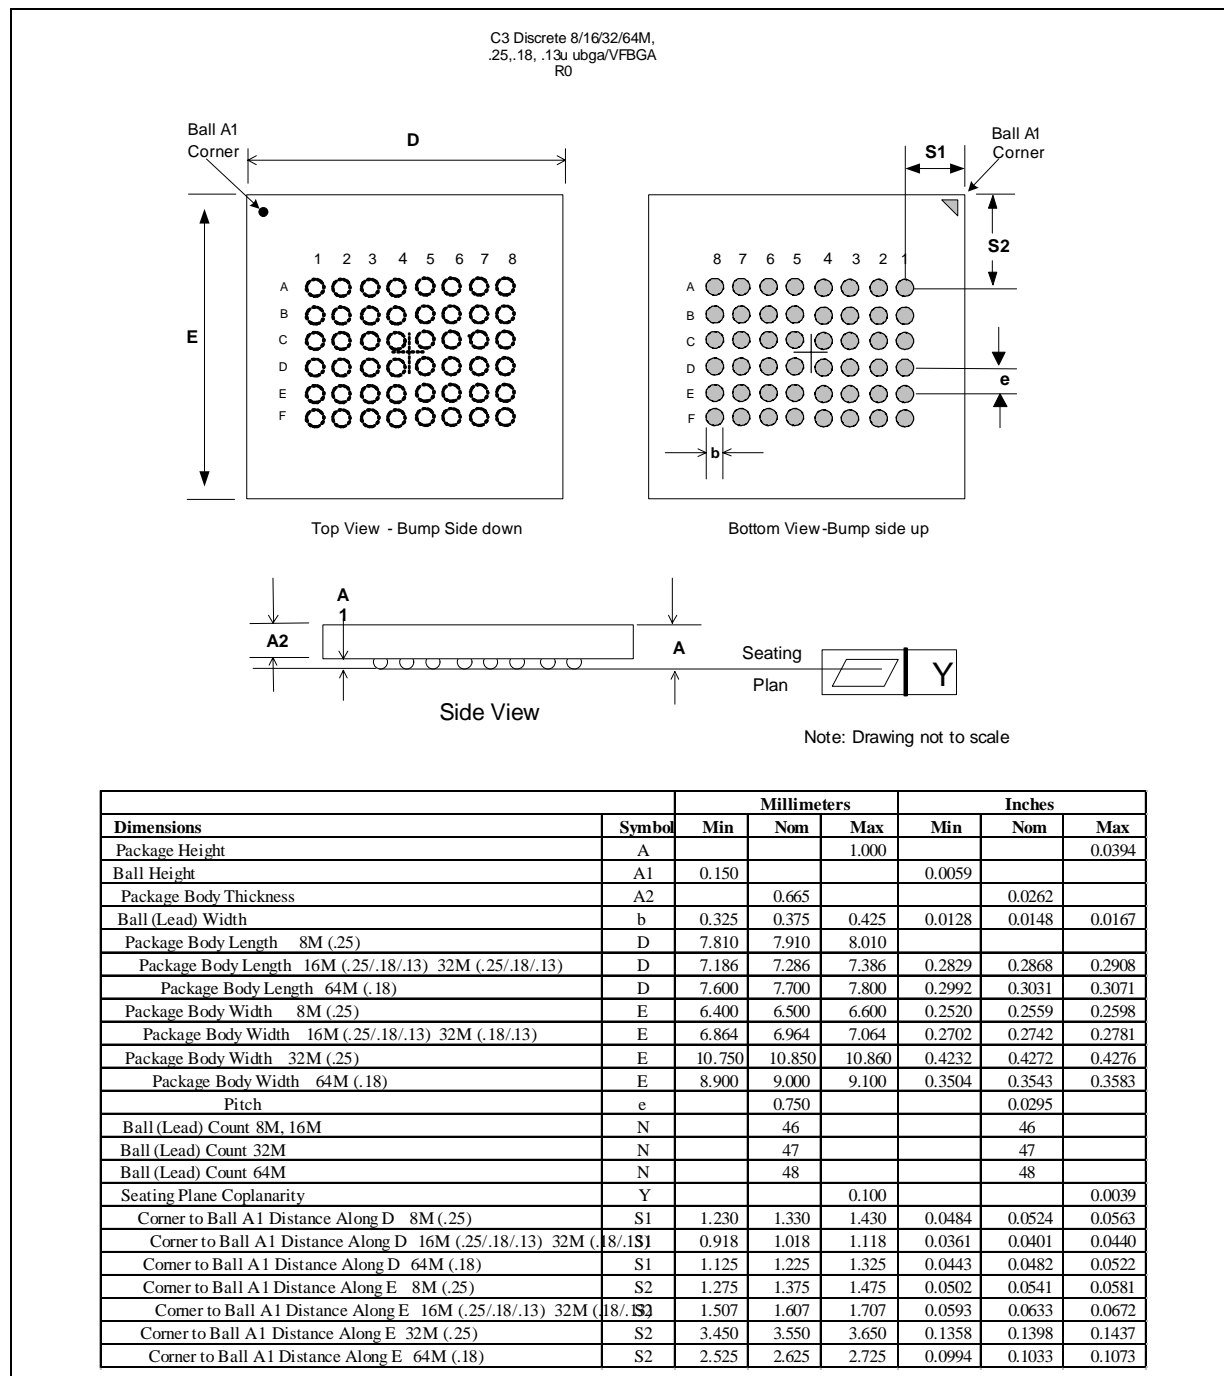 C3 Discrete 8/16/32/64M,
.25,.18, .13u ubga/VFBGA
R0
Ball A1
Corner
D
E
1 2 3 4 5 6 7 8
A
B
C
D
E
F
Top View - Bump Side down
Ball A1
Corner
S1
S2
8 7 6 5 4 3 2 1
A
B
C
D
E
F
e
b
Bottom View-Bump side up
A
1
A2
A
Seating
Plan
Y
Side View
Note: Drawing not to scale
Millimeters Inches
Dimensions Symbol Min Nom Max Min Nom Max
Package Height A 1.000 0.0394
Ball Height A1 0.150 0.0059
Package Body Thickness A2 0.665 0.0262
Ball (Lead) Width b 0.325 0.375 0.425 0.0128 0.0148 0.0167
Package Body Length 8M (.25) D 7.810 7.910 8.010
Package Body Length 16M (.25/.18/.13) 32M (.25/.18/.13) D 7.186 7.286 7.386 0.2829 0.2868 0.2908
Package Body Length 64M (.18) D 7.600 7.700 7.800 0.2992 0.3031 0.3071
Package Body Width 8M (.25) E 6.400 6.500 6.600 0.2520 0.2559 0.2598
Package Body Width 16M (.25/.18/.13) 32M (.18/.13) E 6.864 6.964 7.064 0.2702 0.2742 0.2781
Package Body Width 32M (.25) E 10.750 10.850 10.860 0.4232 0.4272 0.4276
Package Body Width 64M (.18) E 8.900 9.000 9.100 0.3504 0.3543 0.3583
Pitch e 0.750 0.0295
Ball (Lead) Count 8M, 16M N 46 46
Ball (Lead) Count 32M N 47 47
Ball (Lead) Count 64M N 48 48
Seating Plane Coplanarity Y 0.100 0.0039
Corner to Ball A1 Distance Along D 8M (.25) S1 1.230 1.330 1.430 0.0484 0.0524 0.0563
Corner to Ball A1 Distance Along D 16M (.25/.18/.13) 32M (.18/.13) S1 0.918 1.018 1.118 0.0361 0.0401 0.0440
Corner to Ball A1 Distance Along D 64M (.18) S1 1.125 1.225 1.325 0.0443 0.0482 0.0522
Corner to Ball A1 Distance Along E 8M (.25) S2 1.275 1.375 1.475 0.0502 0.0541 0.0581
Corner to Ball A1 Distance Along E 16M (.25/.18/.13) 32M (.18/.13) S2 1.507 1.607 1.707 0.0593 0.0633 0.0672
Corner to Ball A1 Distance Along E 32M (.25) S2 3.450 3.550 3.650 0.1358 0.1398 0.1437
Corner to Ball A1 Distance Along E 64M (.18) S2 2.525 2.625 2.725 0.0994 0.1033 0.1073